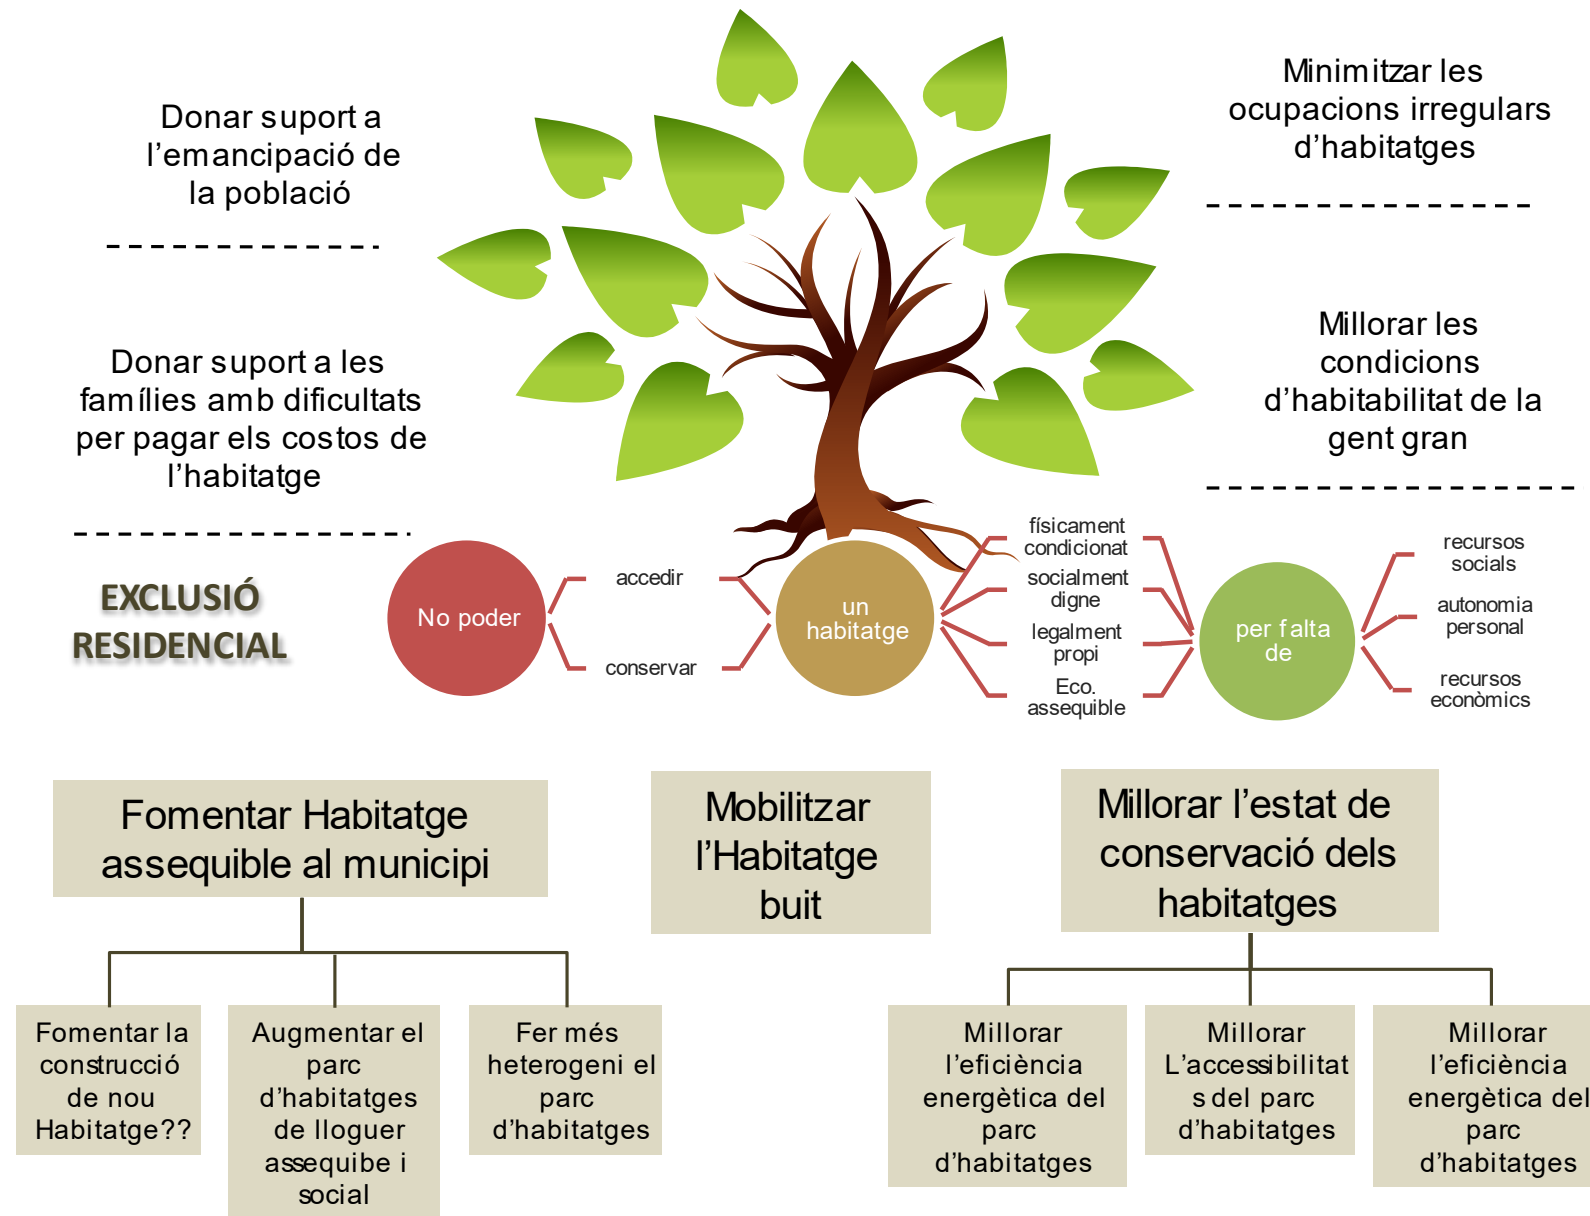 Donar suport a
l’emancipació de
la població
Minimitzar les
ocupacions irregulars
d’habitatges
Donar suport a les
famílies amb dificultats
per pagar els costos de
l’habitatge
Millorar les
condicions
d’habitabilitat de la
gent gran
EXCLUSIÓ
RESIDENCIAL
No poder
accedir
conservar
un
habitatge
físicament
condicionat
socialment
digne
legalment
propi
Eco.
assequible
per falta
de
recursos
socials
autonomia
personal
recursos
econòmics
Fomentar Habitatge
assequible al municipi
Mobilitzar
l’Habitatge
buit
Millorar l’estat de
conservació dels
habitatges
Fomentar la
construcció
de nou
Habitatge??
Augmentar el
parc
d’habitatges
de lloguer
assequibe i
social
Fer més
heterogeni el
parc
d’habitatges
Millorar
l’eficiència
energètica del
parc
d’habitatges
Millorar
L’accessibilitat
s del parc
d’habitatges
Millorar
l’eficiència
energètica del
parc
d’habitatges